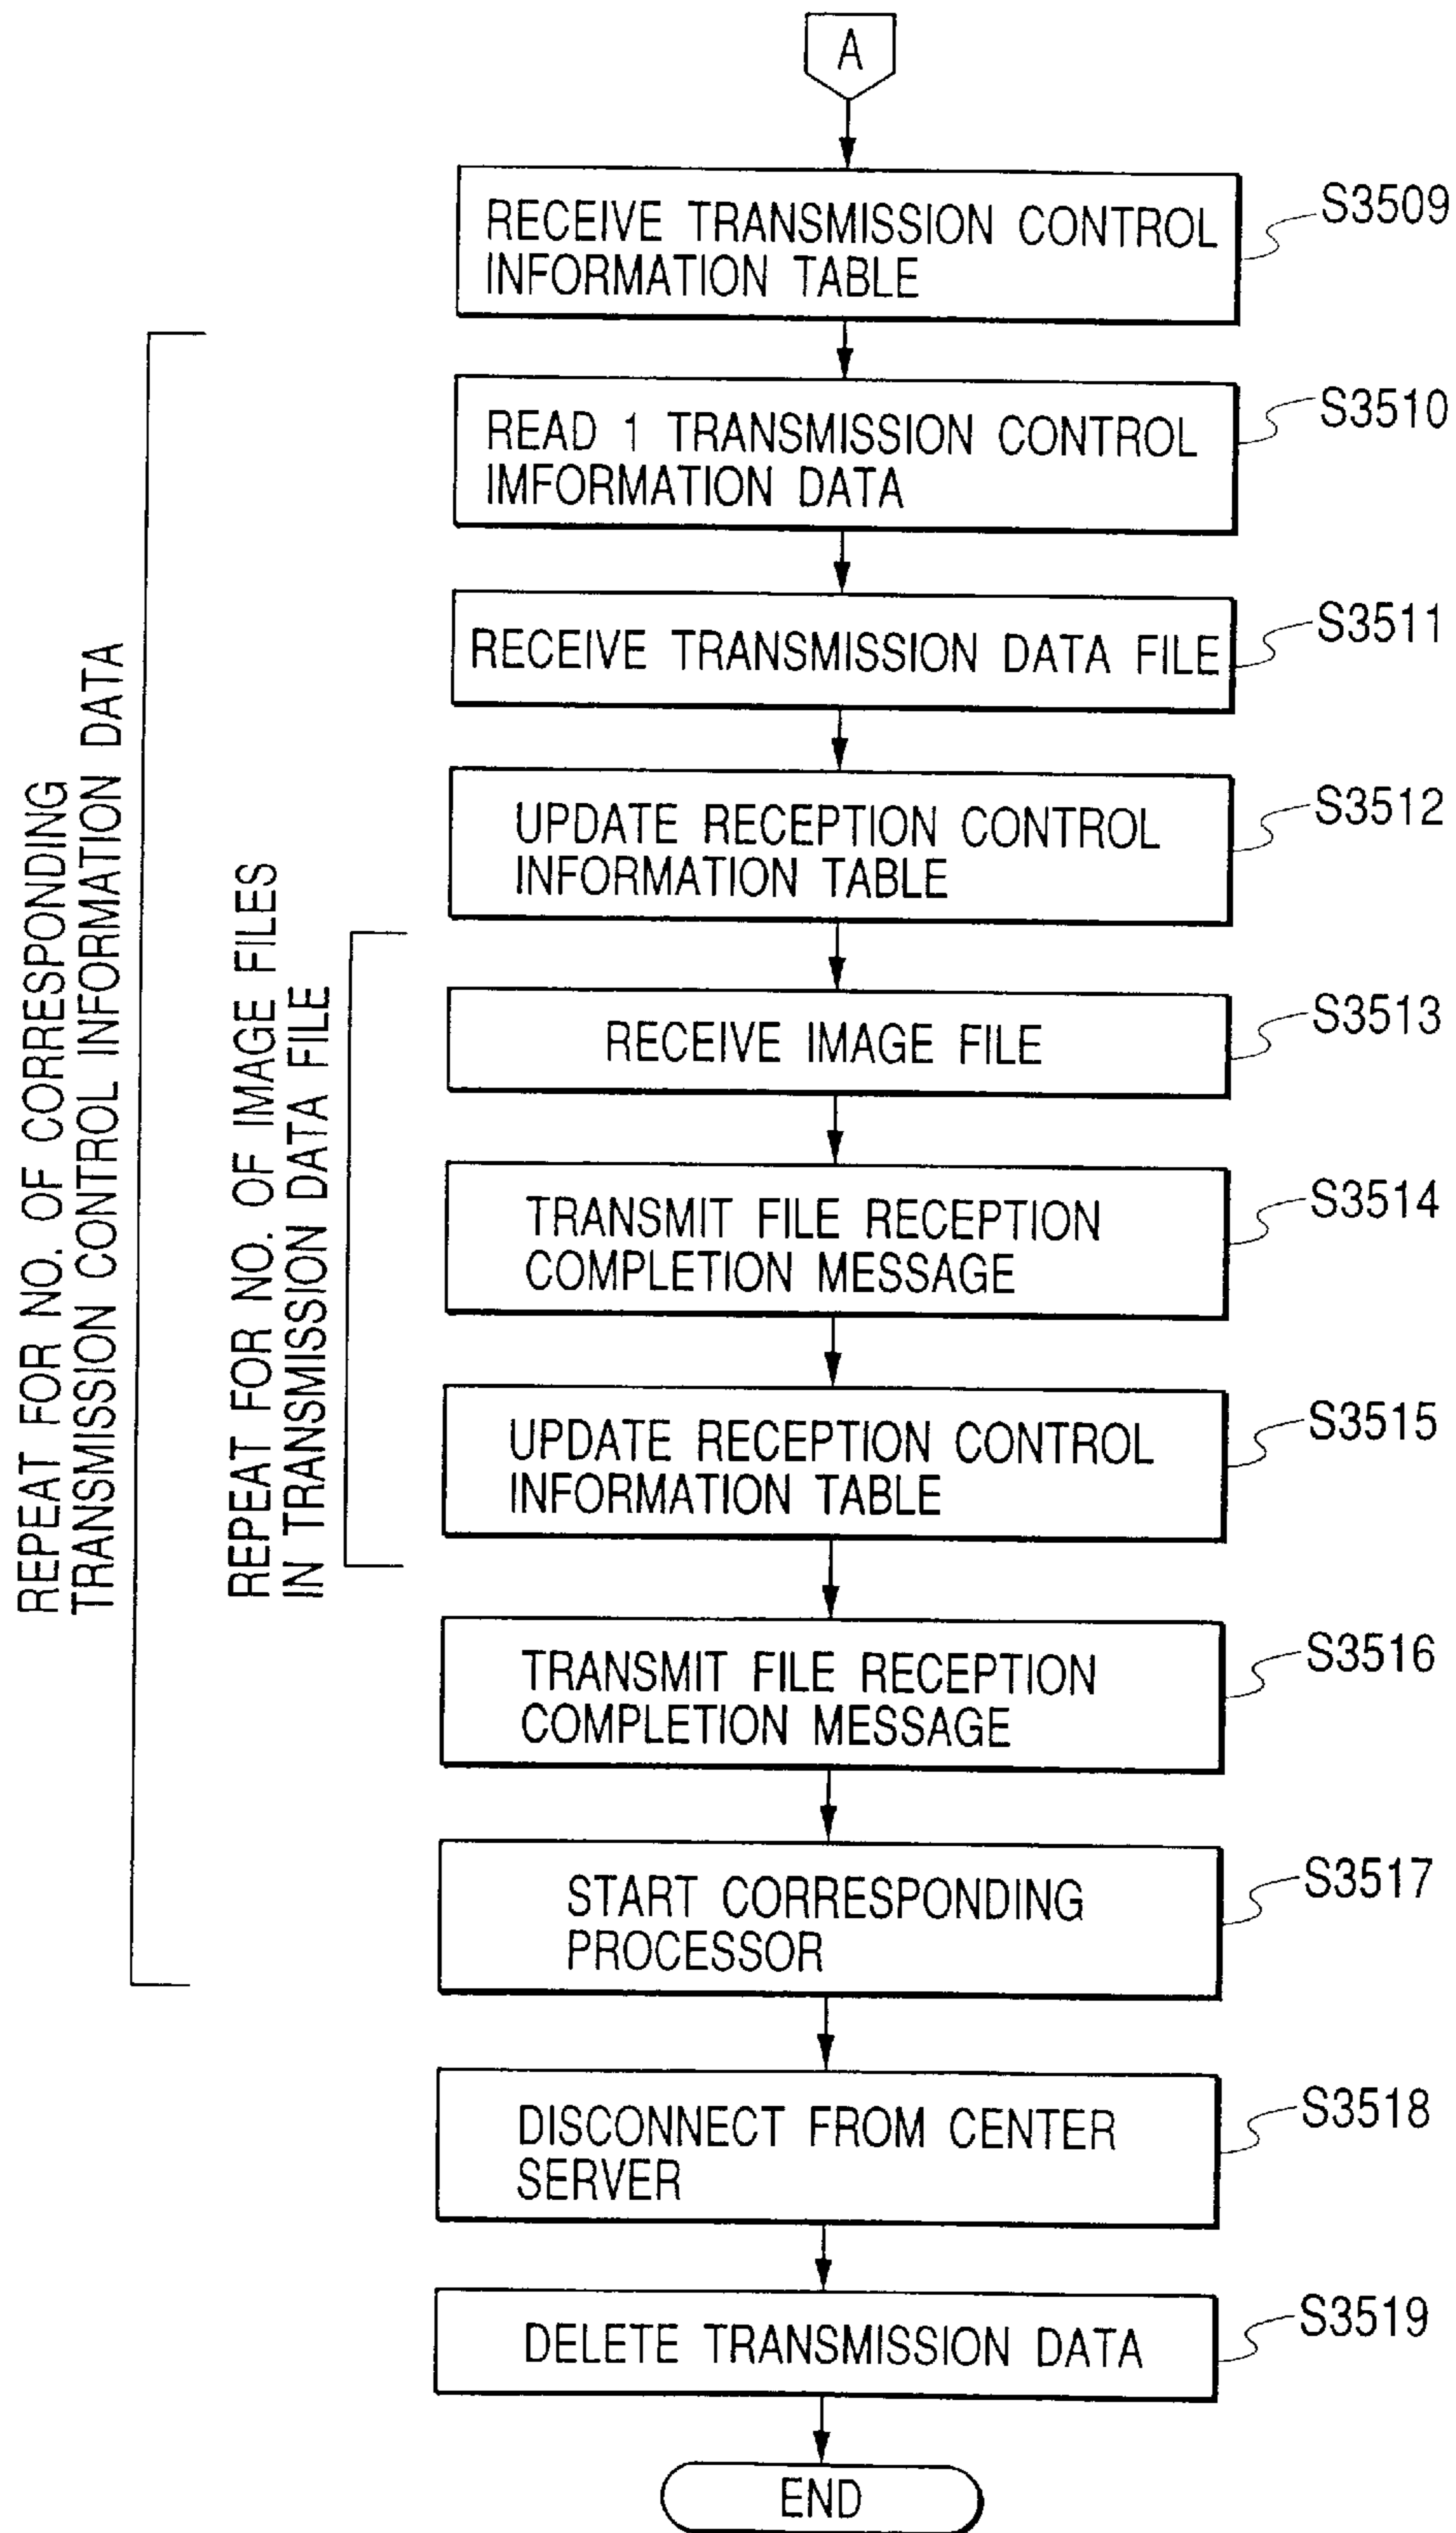 A
RECEIVE TRANSMISSION CONTROL
INFORMATION TABLE
S3509
READ 1 TRANSMISSION CONTROL
IMFORMATION DATA
S3510
RECEIVE TRANSMISSION DATA FILE
S3511
UPDATE RECEPTION CONTROL
INFORMATION TABLE
S3512
RECEIVE IMAGE FILE
S3513
TRANSMIT FILE RECEPTION
COMPLETION MESSAGE
S3514
UPDATE RECEPTION CONTROL
INFORMATION TABLE
S3515
TRANSMIT FILE RECEPTION
COMPLETION MESSAGE
S3516
START CORRESPONDING
PROCESSOR
S3517
DISCONNECT FROM CENTER
SERVER
S3518
DELETE TRANSMISSION DATA
S3519
END
REPEAT FOR NO. OF CORRESPONDING
TRANSMISSION CONTROL INFORMATION DATA
REPEAT FOR NO. OF IMAGE FILES
IN TRANSMISSION DATA FILE